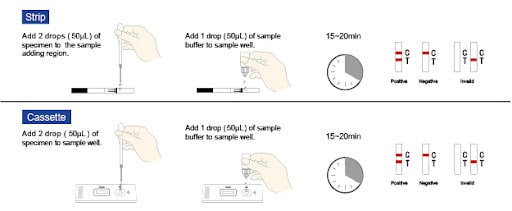 Strip
Add 2 drops ( 50µL) of
specimen to the sample
adding region.
Add 1 drop ( 50µL) of sample
buffer to sample well.
15~20min
C
T
C
T
C
T
Positive
Negative
Invalid
Cassette
Add 2 drop ( 50µL) of
specimen to sample well.
Add 1 drop ( 50µL) of sample
buffer to sample well.
15~20min
C
T
C
T
C
T
Positive
Negative
Invalid